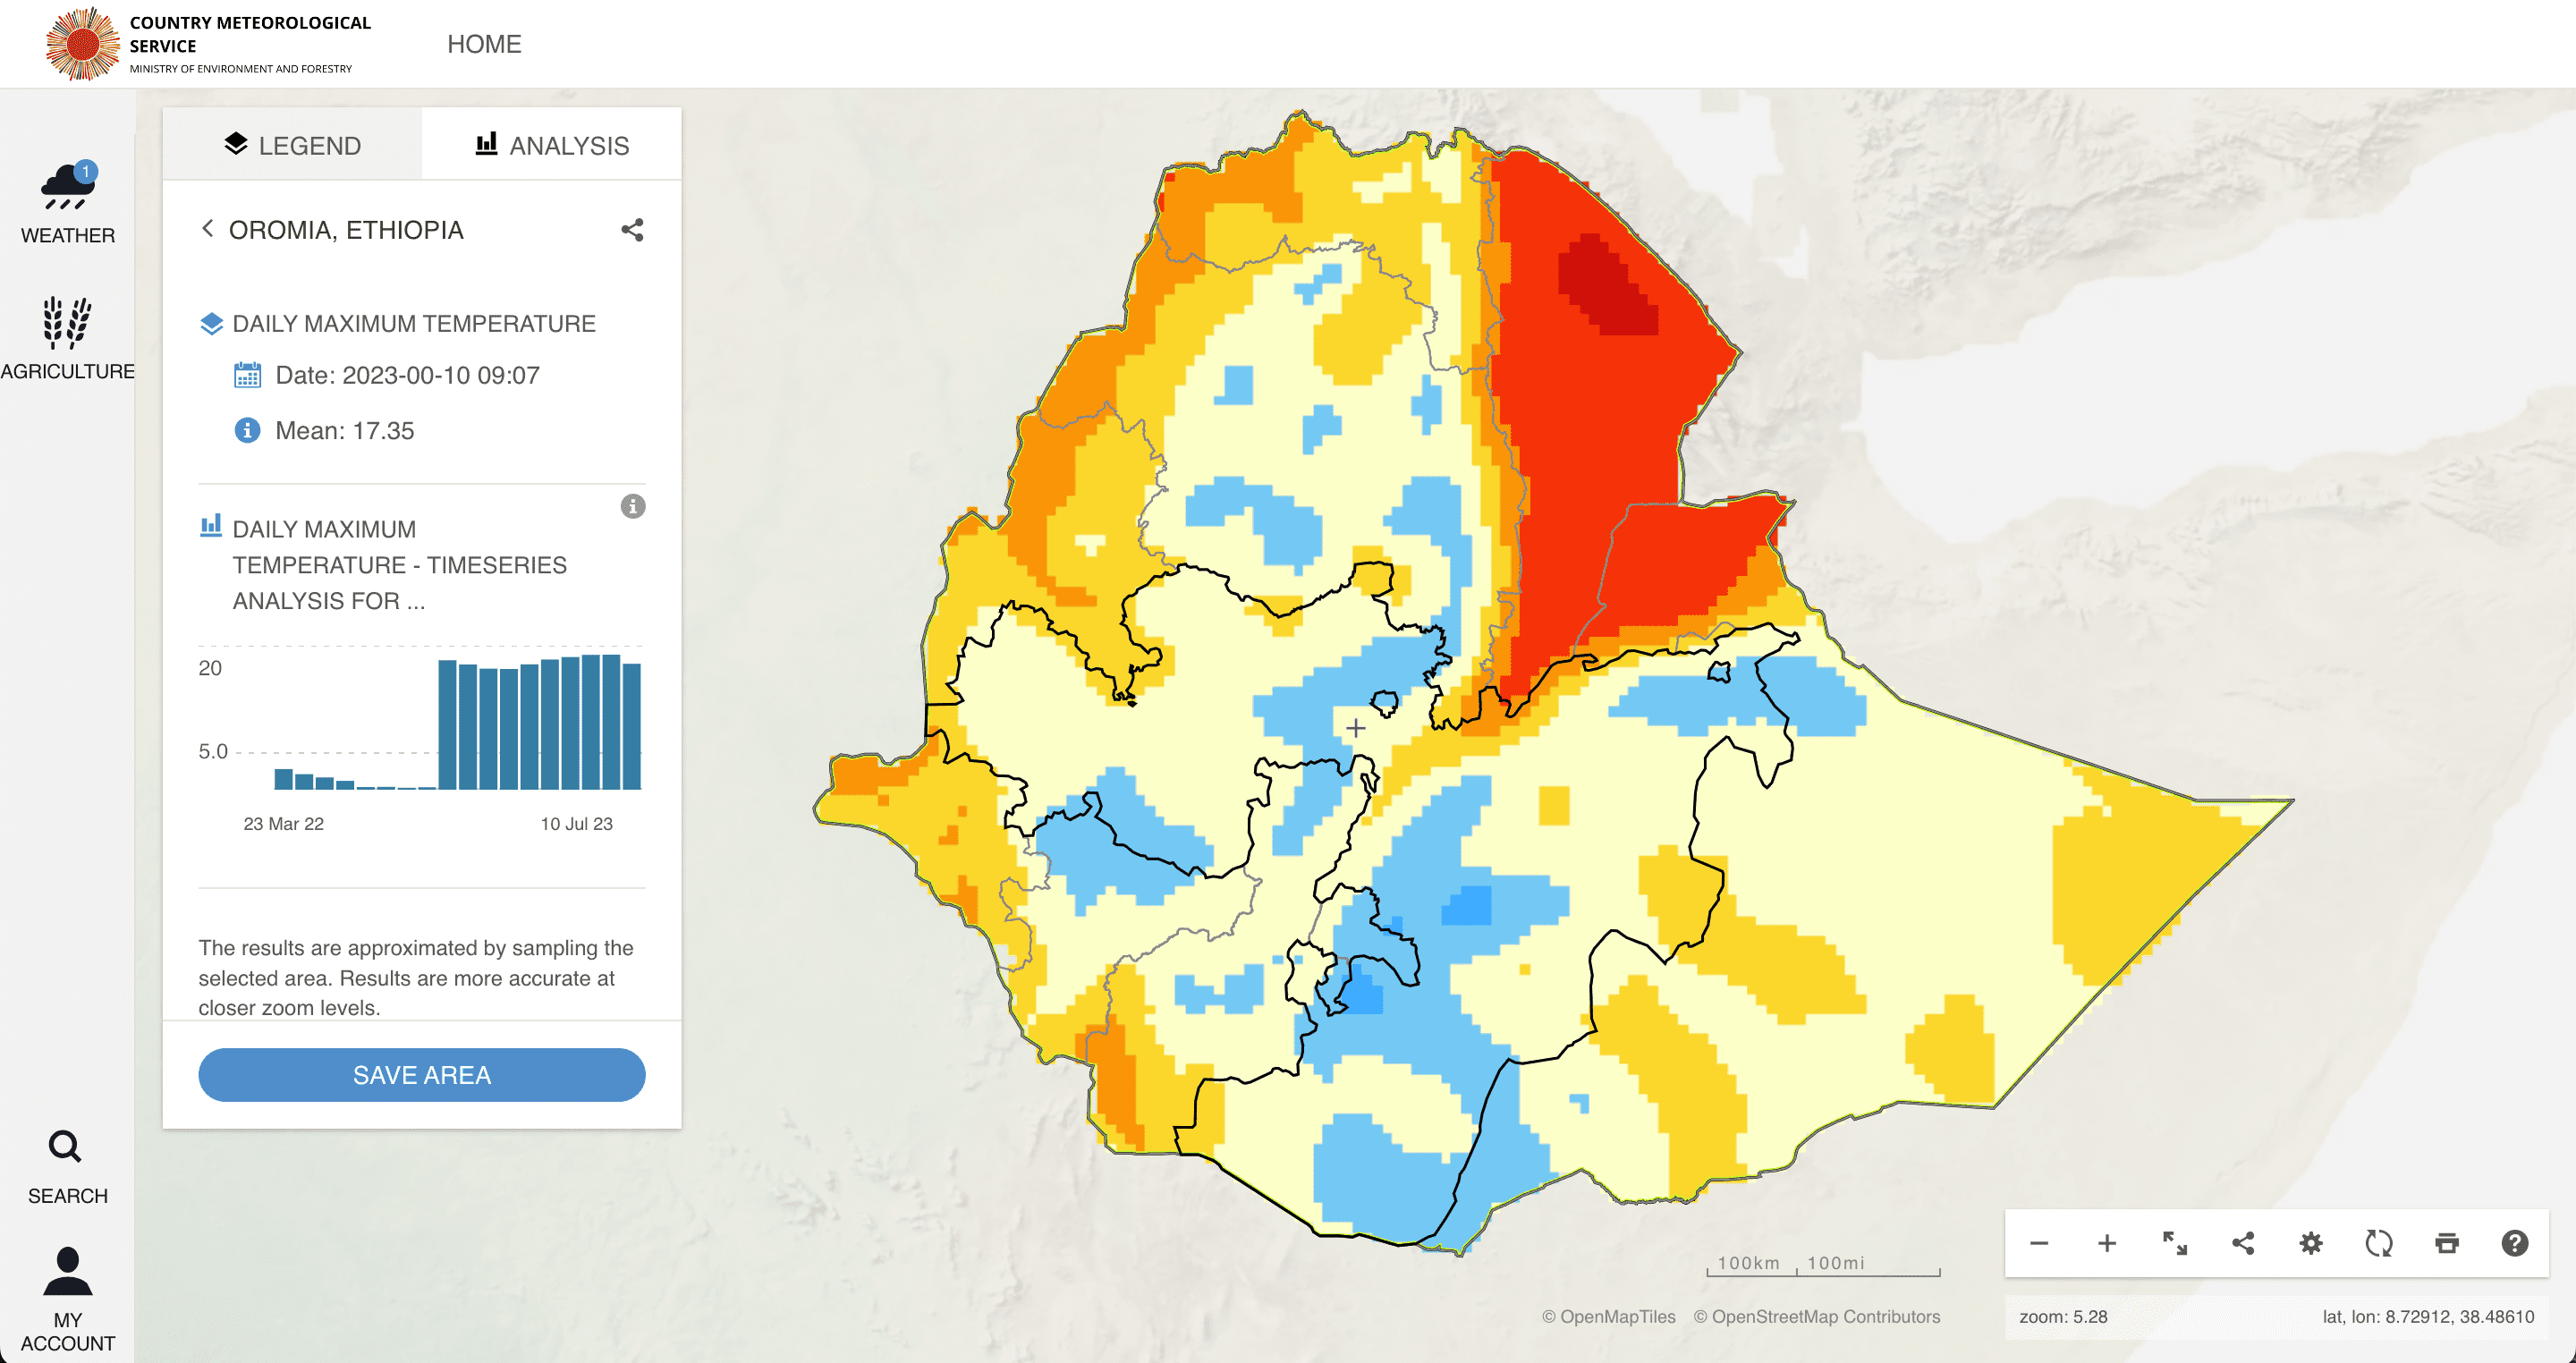 COUNTRY METEOROLOGICAL
SERVICE
MINISTRY OF ENVIRONMENT AND FORESTRY
HOME
1
WEATHER
AGRICULTURE
SEARCH
MY
ACCOUNT
LEGEND
ANALYSIS
OROMIA, ETHIOPIA
DAILY MAXIMUM TEMPERATURE
Date: 2023-00-10 09:07
Mean: 17.35
DAILY MAXIMUM
TEMPERATURE - TIMESERIES
ANALYSIS FOR ...
20
5.0
23 Mar 22
10 Jul 23
The results are approximated by sampling the
selected area. Results are more accurate at
closer zoom levels.
SAVE AREA
100km
100mi
© OpenMapTiles © OpenStreetMap Contributors
zoom: 5.28
lat, lon: 8.72912, 38.48610